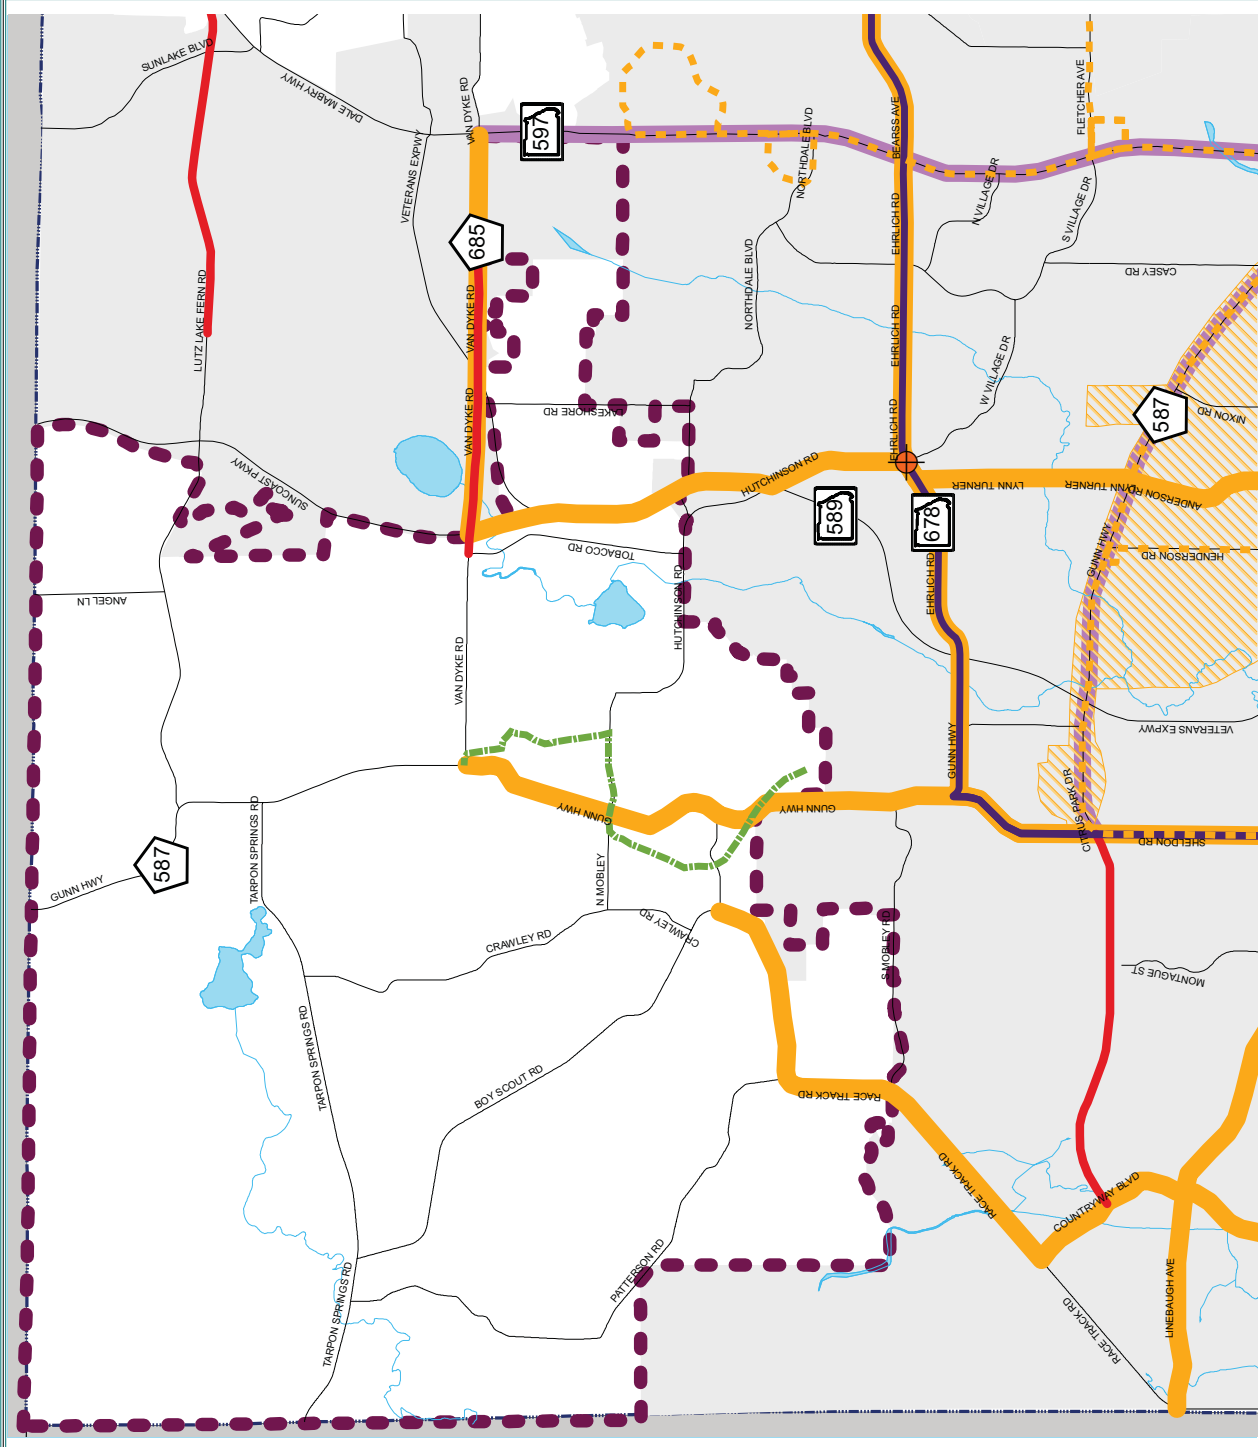 SUNLAKE BLVD
DALE MABRY HWY
VAN DYKE RD
597
FLETCHER AVE
NORTHDALE BLVD
BEARSS AVE
VETERANS EXPWY
N VILLAGE DR
S VILLAGE DR
685
EHRLICH RD
CASEY RD
NORTHDALE BLVD
LUTZ LAKE FERN RD
VAN DYKE RD
EHRLICH RD
W VILLAGE DR
VAN DYKE RD
LAKESHORE RD
EHRLICH RD
587
NIXON RD
SUNCOAST PKWY
HUTCHINSON RD
LYNN TURNER
LYNN TURNER
ANDERSON RD
589
678
TOBACCO RD
GUNN HWY
HENDERSON RD
EHRLICH RD
ANGEL LN
HUTCHINSON RD
VAN DYKE RD
GUNN HWY
VETERANS EXPWY
GUNN HWY
GUNN HWY
CITRUS PARK DR
SHELDON RD
TARPON SPRINGS RD
587
GUNN HWY
N MOBLEY
CRAWLEY RD
CRAWLEY RD
S MOBLEY RD
MONTAGUE ST
TARPON SPRINGS RD
BOY SCOUT RD
RACE TRACK RD
RACE TRACK RD
COUNTRYWAY BLVD
PATTERSON RD
TARPON SPRINGS RD
LINEBAUGH AVE
RACE TRACK RD